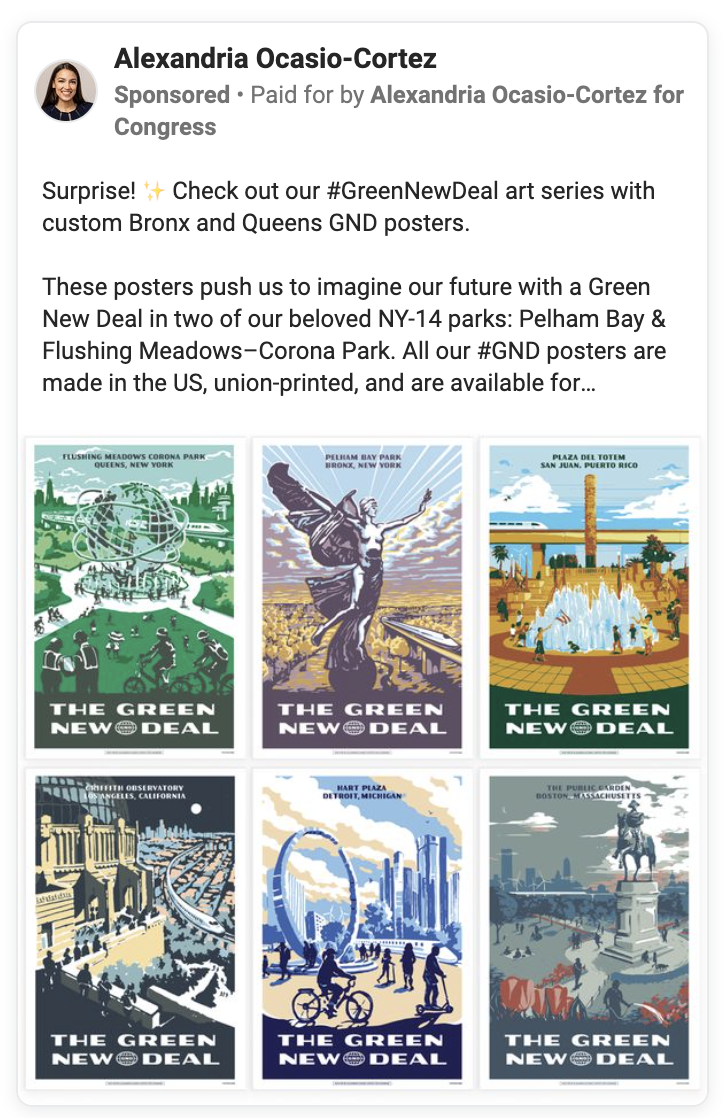 Alexandria Ocasio-Cortez
Sponsored • Paid for by Alexandria Ocasio-Cortez for
Congress
Surprise! ✨ Check out our #GreenNewDeal art series with
custom Bronx and Queens GND posters.
These posters push us to imagine our future with a Green
New Deal in two of our beloved NY-14 parks: Pelham Bay &
Flushing Meadows–Corona Park. All our #GND posters are
made in the US, union-printed, and are available for...
FLUSHING MEADOWS CORONA PARK
QUEENS, NEW YORK
THE GREEN
NEW DEAL
PELHAM BAY PARK
BRONX, NEW YORK
THE GREEN
NEW DEAL
PLAZA DEL TOTEM
SAN JUAN, PUERTO RICO
THE GREEN
NEW DEAL
GRIFFITH OBSERVATORY
LOS ANGELES, CALIFORNIA
THE GREEN
NEW DEAL
HART PLAZA
DETROIT, MICHIGAN
THE GREEN
NEW DEAL
THE PUBLIC GARDEN
BOSTON, MASSACHUSETTS
THE GREEN
NEW DEAL